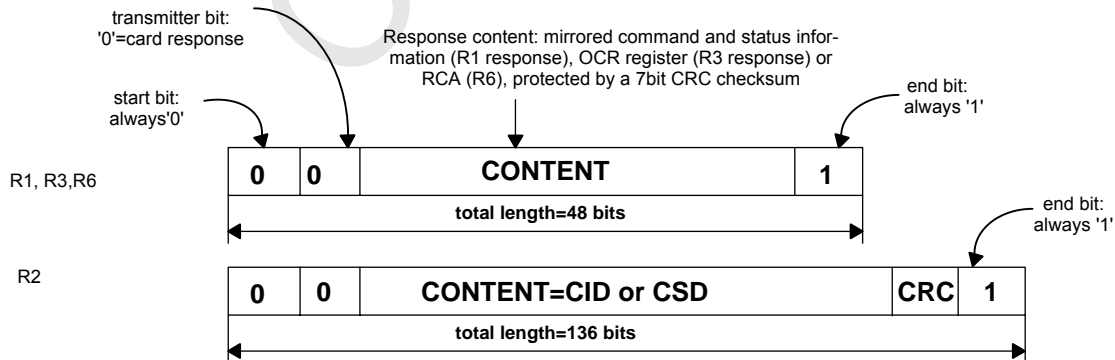 transmitter bit:
'0'=card response
Response content: mirrored command and status infor-
mation (R1 response), OCR register (R3 response) or
RCA (R6), protected by a 7bit CRC checksum
start bit:
always'0'
end bit:
always '1'
R1, R3,R6
0 0 CONTENT 1
total length=48 bits
end bit:
always '1'
R2
0 0 CONTENT=CID or CSD CRC 1
total length=136 bits